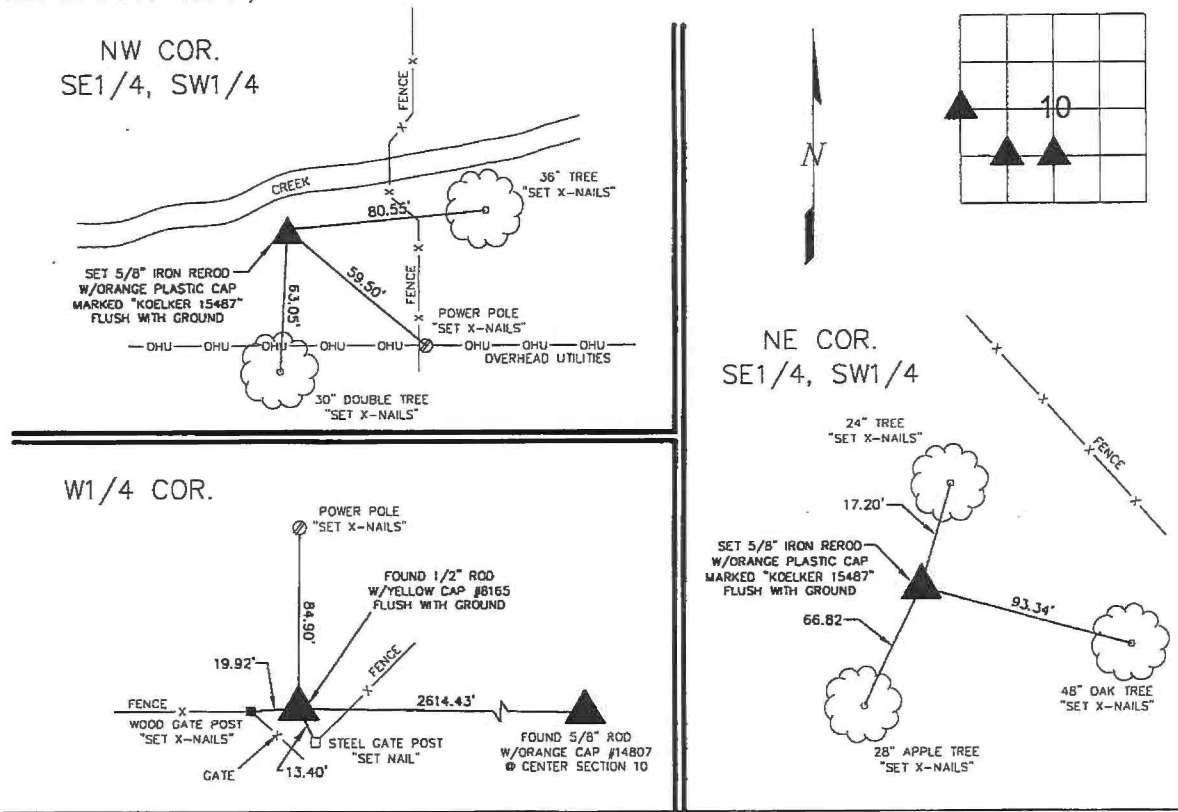 NW COR.
SE1/4, SW1/4
FENCE
CREEK
36" TREE
"SET X-NAILS"
80.55'
SET 5/8" IRON REROD
W/ORANGE PLASTIC CAP
MARKED "KOELKER 15487"
FLUSH WITH GROUND
63.05'
59.50'
FENCE
POWER POLE
"SET X-NAILS"
OHU OHU OHU OHU OHU OHU OHU OHU OHU
OVERHEAD UTILITIES
30" DOUBLE TREE
"SET X-NAILS"
N
10
NE COR.
SE1/4, SW1/4
FENCE
24" TREE
"SET X-NAILS"
17.20'
SET 5/8" IRON REROD
W/ORANGE PLASTIC CAP
MARKED "KOELKER 15487"
FLUSH WITH GROUND
93.34'
66.82
48" OAK TREE
"SET X-NAILS"
28" APPLE TREE
"SET X-NAILS"
W1/4 COR.
POWER POLE
"SET X-NAILS"
FOUND 1/2" ROD
W/YELLOW CAP #8165
FLUSH WITH GROUND
84.90'
19.92'
FENCE
FENCE
2614.43'
WOOD GATE POST
"SET X-NAILS"
STEEL GATE POST
"SET NAIL"
GATE
13.40'
FOUND 5/8" ROD
W/ORANGE CAP #14807
@ CENTER SECTION 10